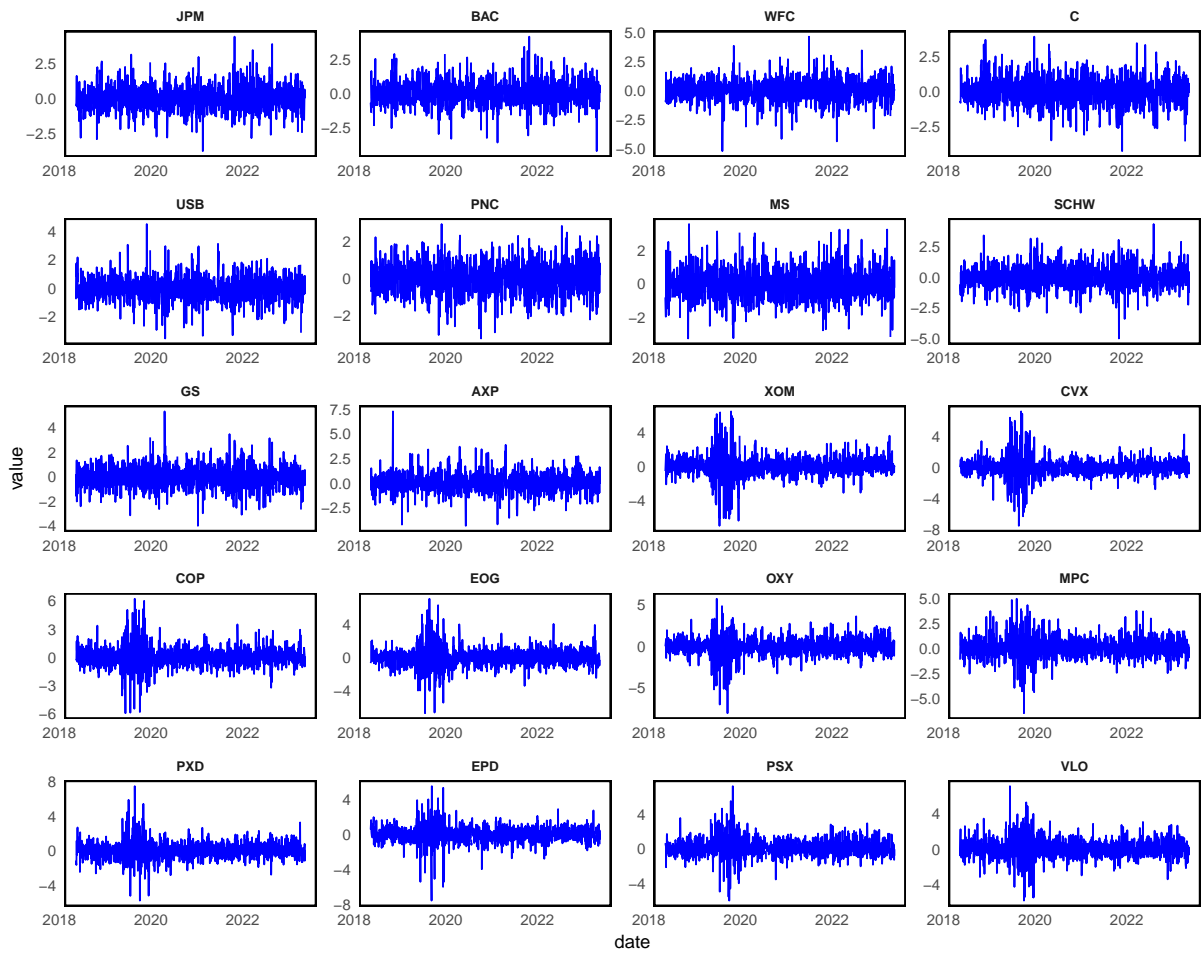 JPM BAC WFC C
2.5 0.0 −2.5 2.5 0.0 −2.5 5.0 2.5 0.0 −2.5 −5.0 2.5 0.0 −2.5
2018 2020 2022 2018 2020 2022 2018 2020 2022 2018 2020 2022
USB PNC MS SCHW
4 2 0 −2 2 0 −2 2 0 −2 2.5 0.0 −2.5 −5.0
2018 2020 2022 2018 2020 2022 2018 2020 2022 2018 2020 2022
GS AXP XOM CVX
4 2 0 −2 −4 7.5 5.0 2.5 0.0 −2.5 4 0 −4 4 0 −4 −8
2018 2020 2022 2018 2020 2022 2018 2020 2022 2018 2020 2022
value
COP EOG OXY MPC
6 3 0 −3 −6 4 0 −4 5 0 −5 5.0 2.5 0.0 −2.5 −5.0
2018 2020 2022 2018 2020 2022 2018 2020 2022 2018 2020 2022
PXD EPD PSX VLO
8 4 0 −4 4 0 −4 −8 4 0 −4 4 0 −4
2018 2020 2022 2018 2020 2022 2018 2020 2022 2018 2020 2022
date